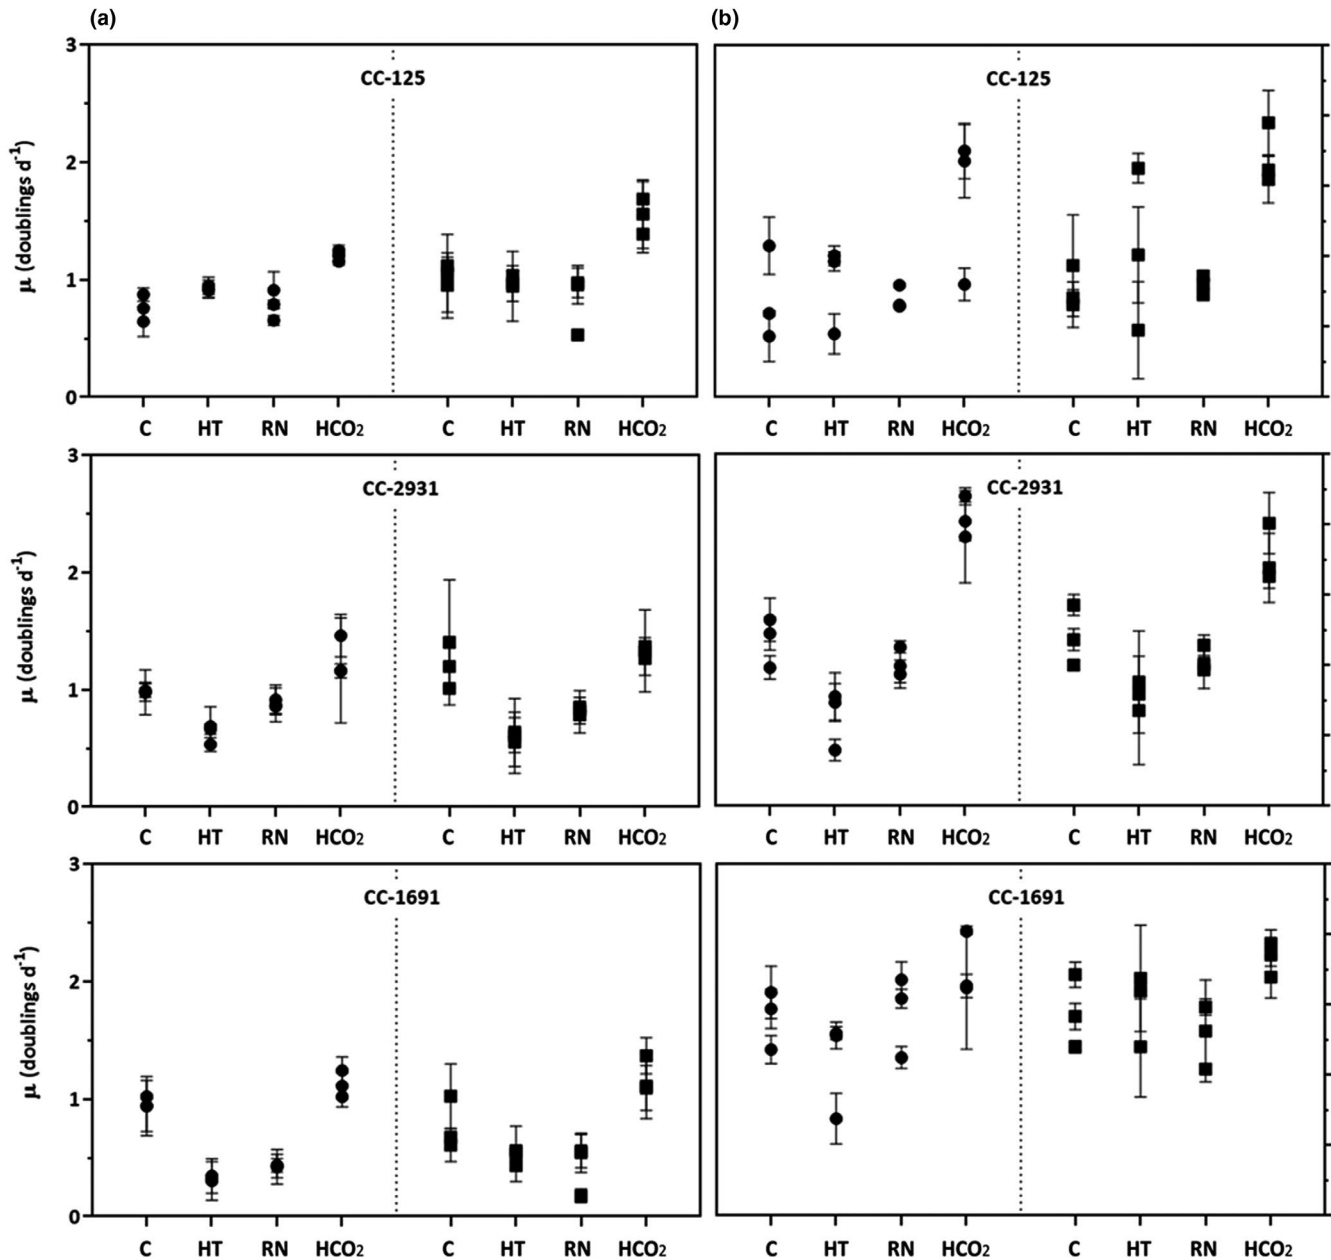 (a) (b)
3
CC-125 CC-125
2
μ (doublings d⁻¹)
1
0
C HT RN HCO₂ C HT RN HCO₂ C HT RN HCO₂ C HT RN HCO₂
3
CC-2931 CC-2931
2
μ (doublings d⁻¹)
1
0
C HT RN HCO₂ C HT RN HCO₂ C HT RN HCO₂ C HT RN HCO₂
3
CC-1691 CC-1691
2
μ (doublings d⁻¹)
1
0
C HT RN HCO₂ C HT RN HCO₂ C HT RN HCO₂ C HT RN HCO₂